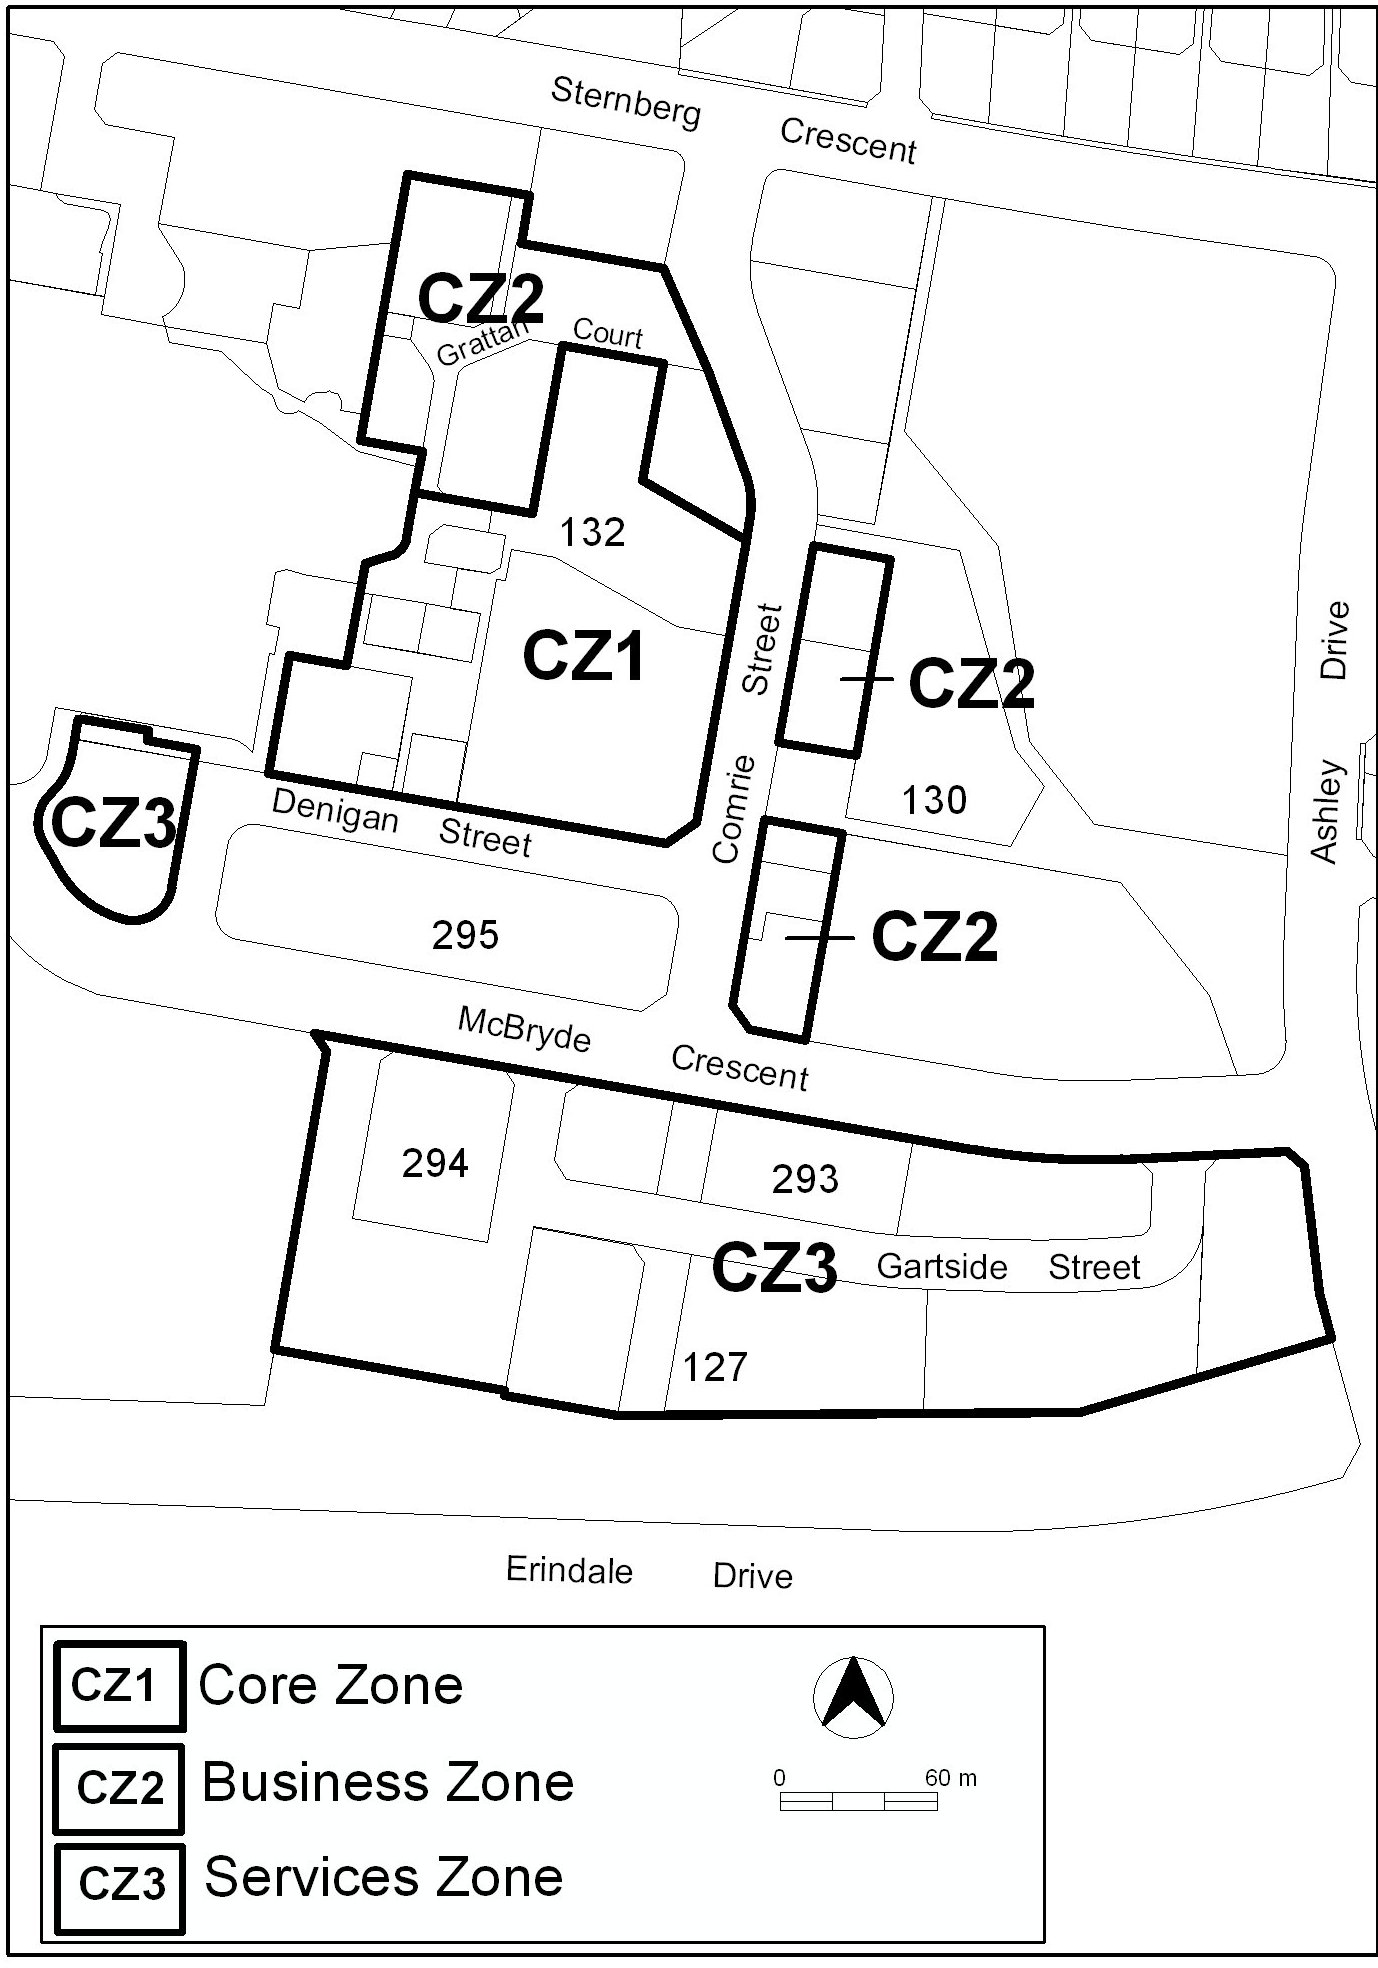 Sternberg Crescent
CZ2
Grattan Court
132
CZ1
Street
Comrie
CZ2
Drive
Ashley
130
CZ3
Denigan Street
295
CZ2
McBryde Crescent
294
293
CZ3
Gartside Street
127
Erindale Drive
CZ1 Core Zone
CZ2 Business Zone
CZ3 Services Zone
0 60 m